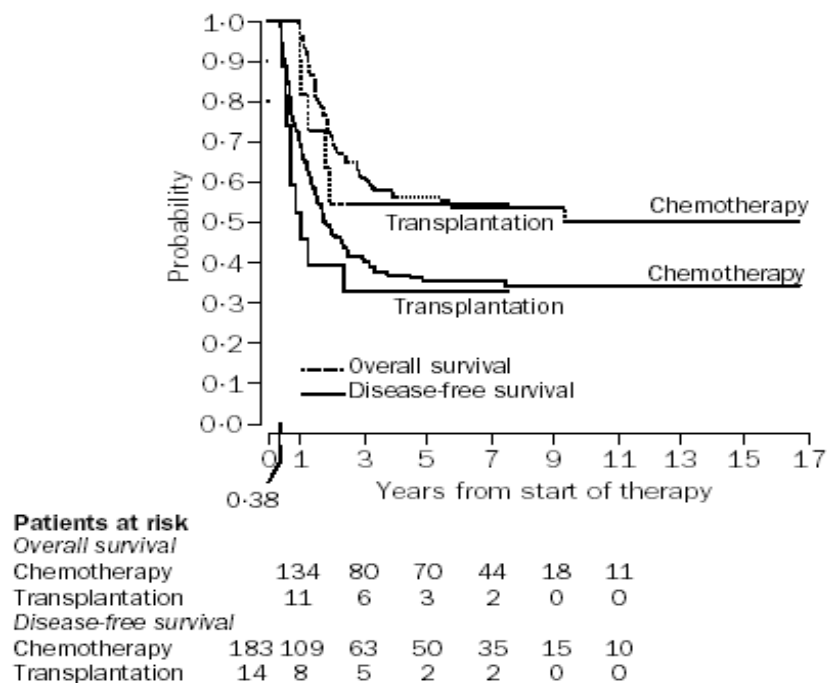 1·0
0·9
0·8
0·7
0·6
0·5
0·4
0·3
0·2
0·1
0·0
Probability
Chemotherapy
Transplantation
Chemotherapy
Transplantation
Overall survival
Disease-free survival
0 1 3 5 7 9 11 13 15 17
0·38
Years from start of therapy
Patients at risk
Overall survival
Chemotherapy 134 80 70 44 18 11
Transplantation 11 6 3 2 0 0
Disease-free survival
Chemotherapy 183 109 63 50 35 15 10
Transplantation 14 8 5 2 2 0 0